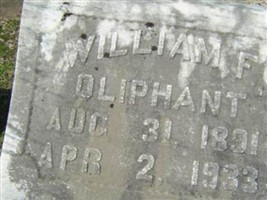 WILLIAM F.
OLIPHANT
AUG 31. 1891
APR 2. 1933